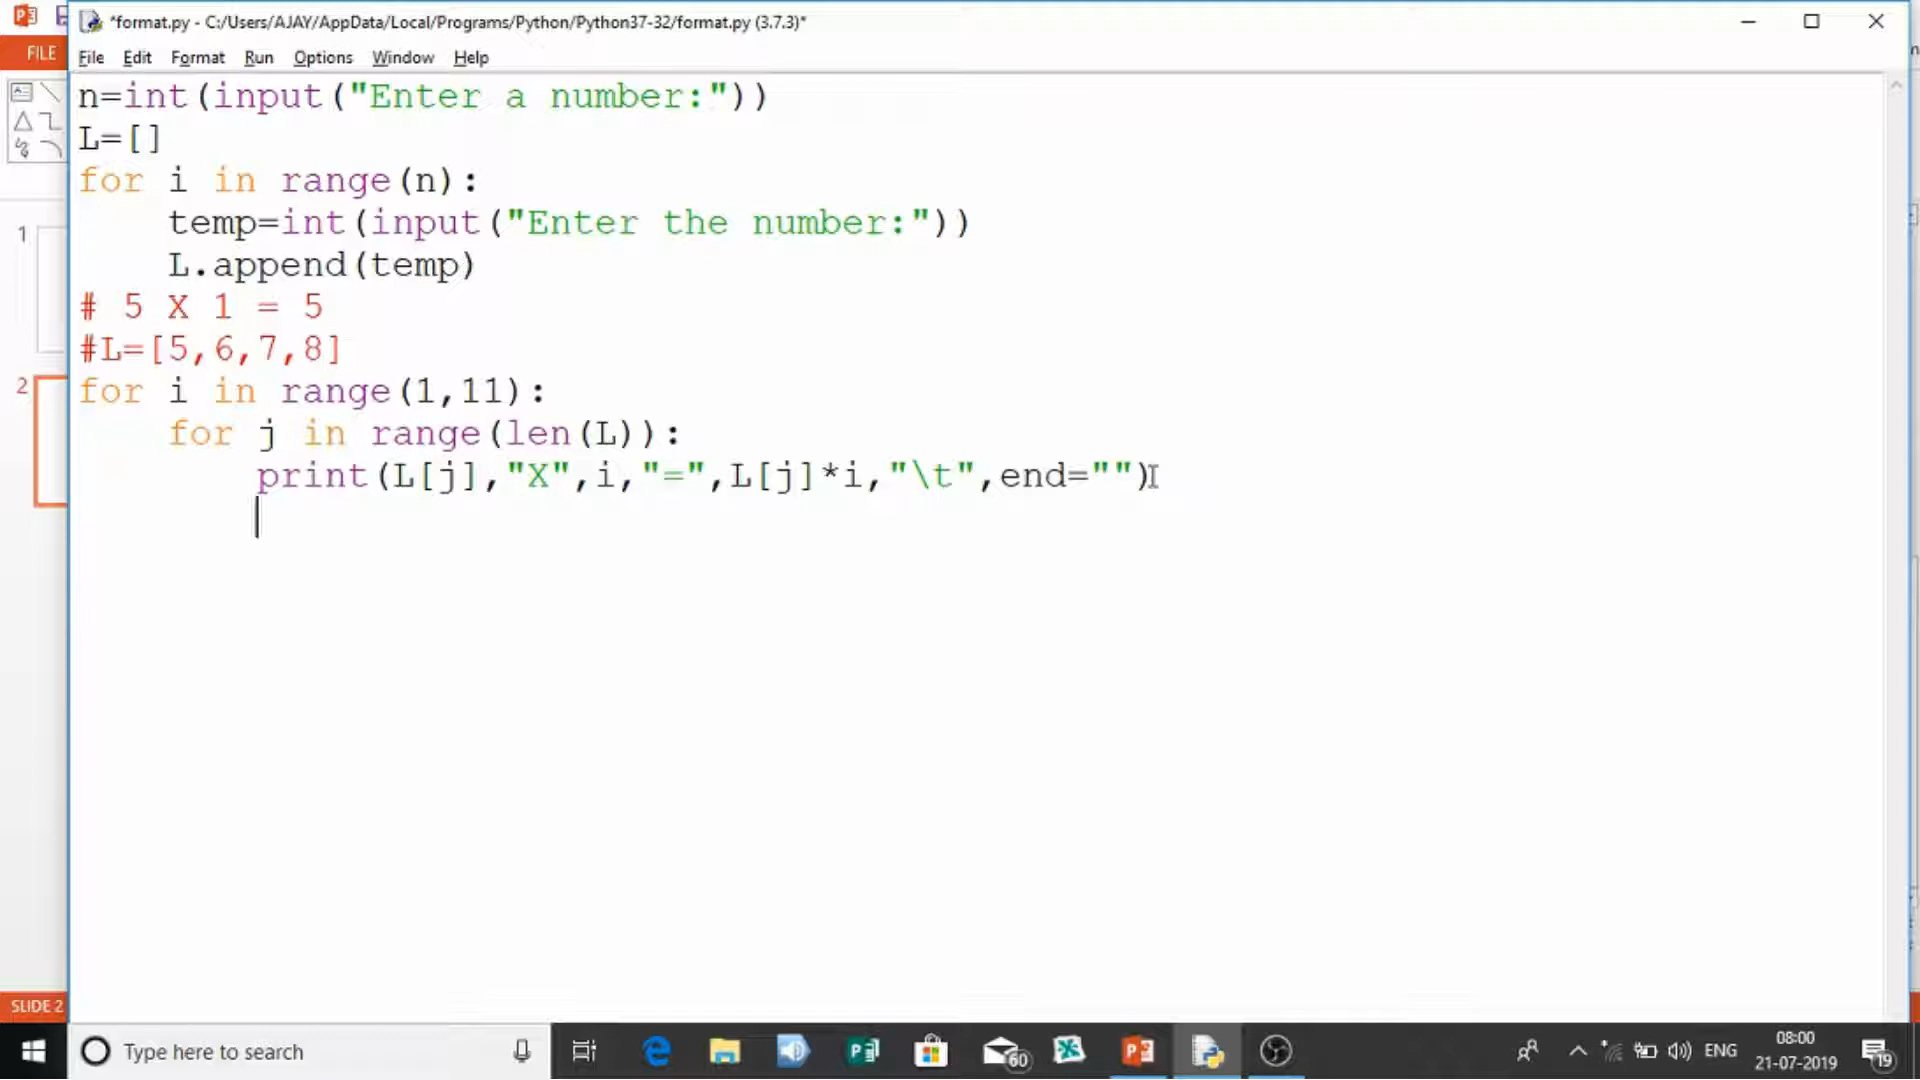 *format.py - C:/Users/AJAY/AppData/Local/Programs/Python/Python37-32/format.py (3.7.3)*
FILE
File Edit Format Run Options Window Help
n=int(input("Enter a number:"))
L=[]
for i in range(n):
    temp=int(input("Enter the number:"))
    L.append(temp)
# 5 X 1 = 5
#L=[5,6,7,8]
for i in range(1,11):
    for j in range(len(L)):
        print(L[j],"X",i,"=",L[j]*i,"\t",end="")
1
2
SLIDE 2
Type here to search
60
ENG
08:00
21-07-2019
19